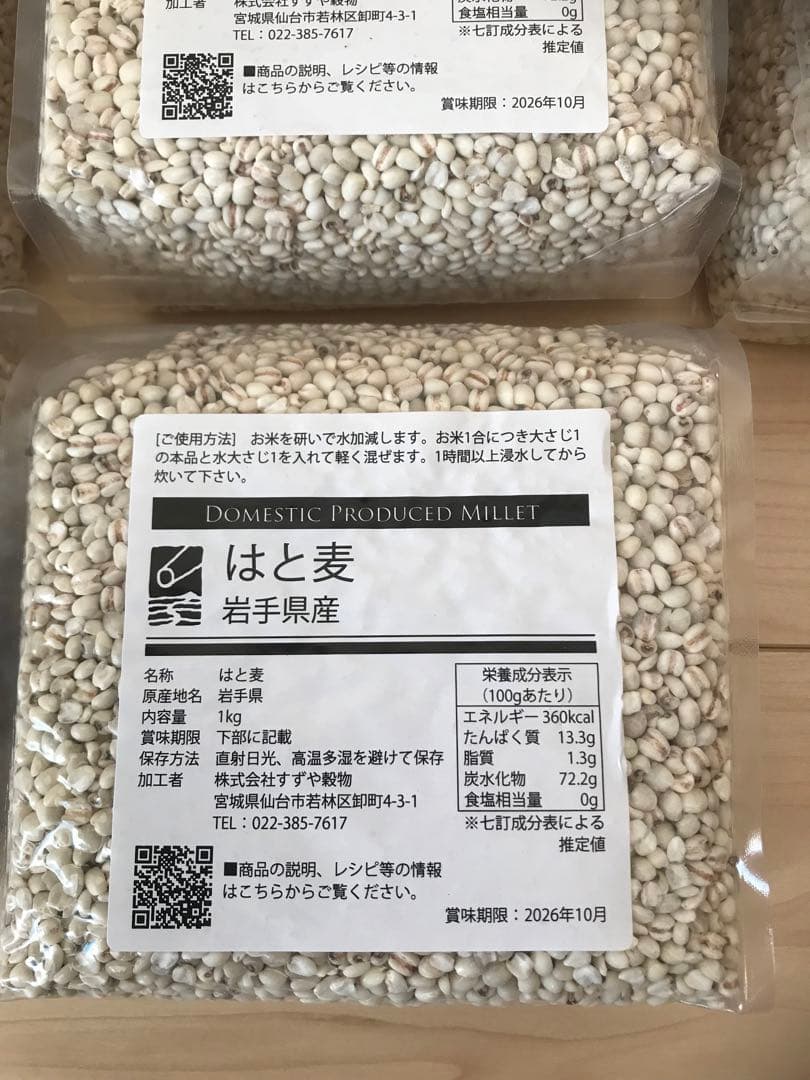 加工者 株式会社すずや穀物
宮城県仙台市若林区卸町4-3-1
TEL：022-385-7617
炭水化物 72.2g
食塩相当量 0g
※七訂成分表による
推定値
■商品の説明、レシピ等の情報
はこちらからご覧ください。
賞味期限：2026年10月
[ご使用方法] お米を研いで水加減します。お米1合につき大さじ1
の本品と水大さじ1を入れて軽く混ぜます。1時間以上浸水してから
炊いて下さい。
DOMESTIC PRODUCED MILLET
はと麦
岩手県産
名称 はと麦
原産地名 岩手県
内容量 1kg
賞味期限 下部に記載
保存方法 直射日光、高温多湿を避けて保存
加工者 株式会社すずや穀物
宮城県仙台市若林区卸町4-3-1
TEL：022-385-7617
栄養成分表示
（100gあたり）
エネルギー 360kcal
たんぱく質 13.3g
脂質 1.3g
炭水化物 72.2g
食塩相当量 0g
※七訂成分表による
推定値
■商品の説明、レシピ等の情報
はこちらからご覧ください。
賞味期限：2026年10月